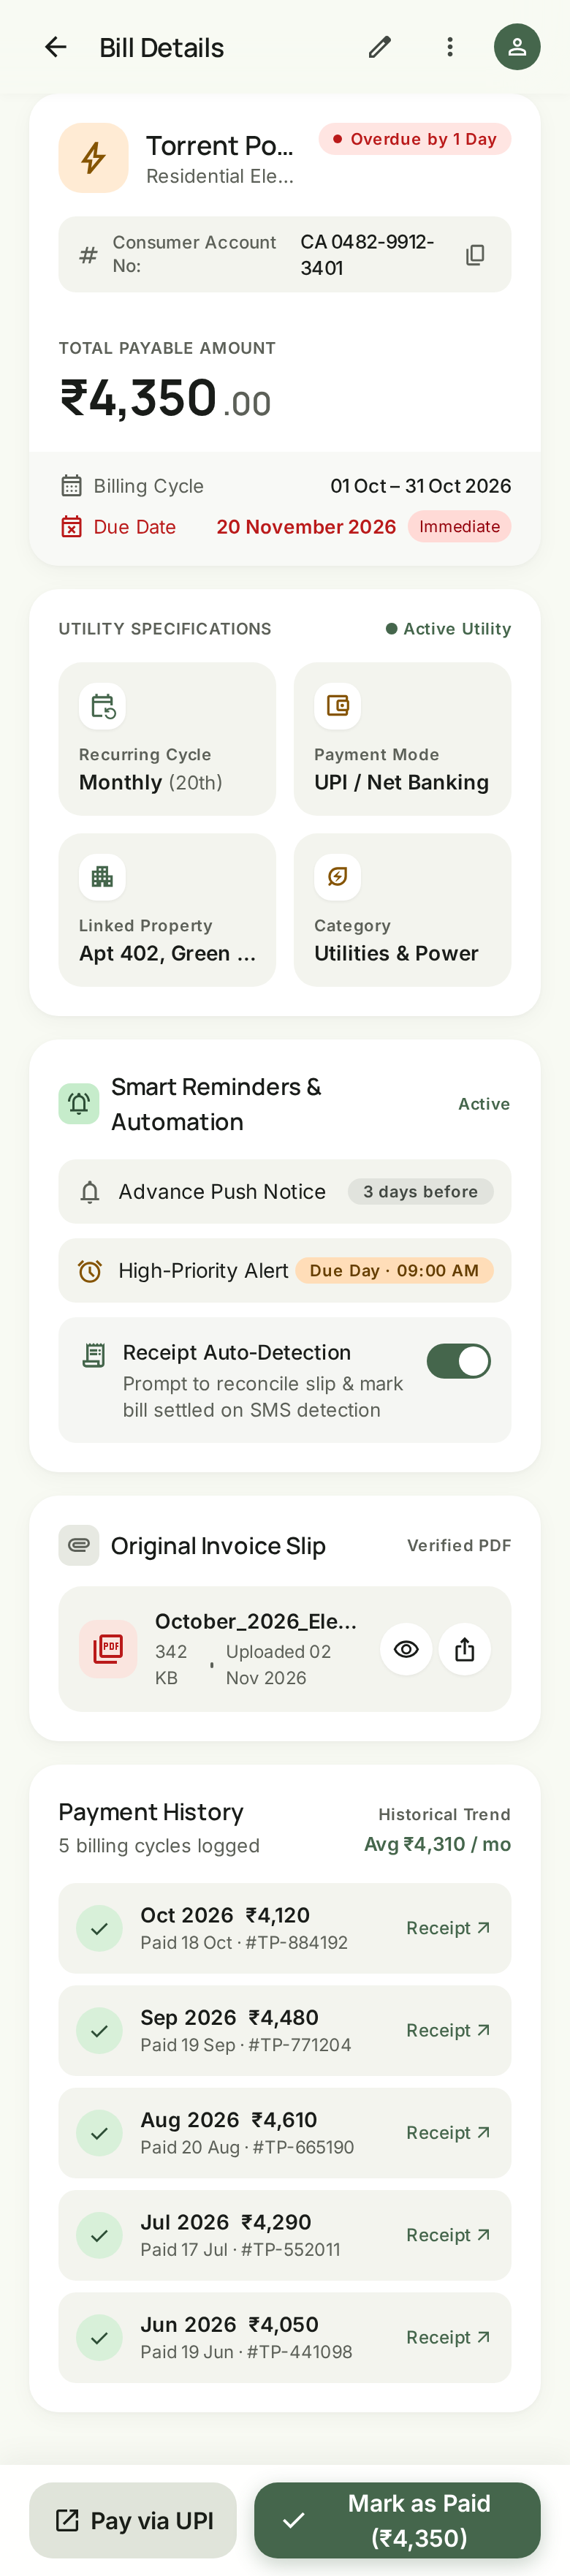 Bill Details
Torrent Po...
Overdue by 1 Day
Residential Ele...
Consumer Account No:
CA 0482-9912-3401
TOTAL PAYABLE AMOUNT
₹4,350.00
Billing Cycle
01 Oct – 31 Oct 2026
Due Date
20 November 2026
Immediate
UTILITY SPECIFICATIONS
Active Utility
Recurring Cycle
Monthly (20th)
Payment Mode
UPI / Net Banking
Linked Property
Apt 402, Green ...
Category
Utilities & Power
Smart Reminders &
Automation
Active
Advance Push Notice
3 days before
High-Priority Alert
Due Day · 09:00 AM
Receipt Auto-Detection
Prompt to reconcile slip & mark
bill settled on SMS detection
Original Invoice Slip
Verified PDF
PDF
October_2026_Ele...
342 KB
•
Uploaded 02 Nov 2026
Payment History
Historical Trend
5 billing cycles logged
Avg ₹4,310 / mo
Oct 2026 ₹4,120
Paid 18 Oct · #TP-884192
Receipt
Sep 2026 ₹4,480
Paid 19 Sep · #TP-771204
Receipt
Aug 2026 ₹4,610
Paid 20 Aug · #TP-665190
Receipt
Jul 2026 ₹4,290
Paid 17 Jul · #TP-552011
Receipt
Jun 2026 ₹4,050
Paid 19 Jun · #TP-441098
Receipt
Pay via UPI
Mark as Paid
(₹4,350)